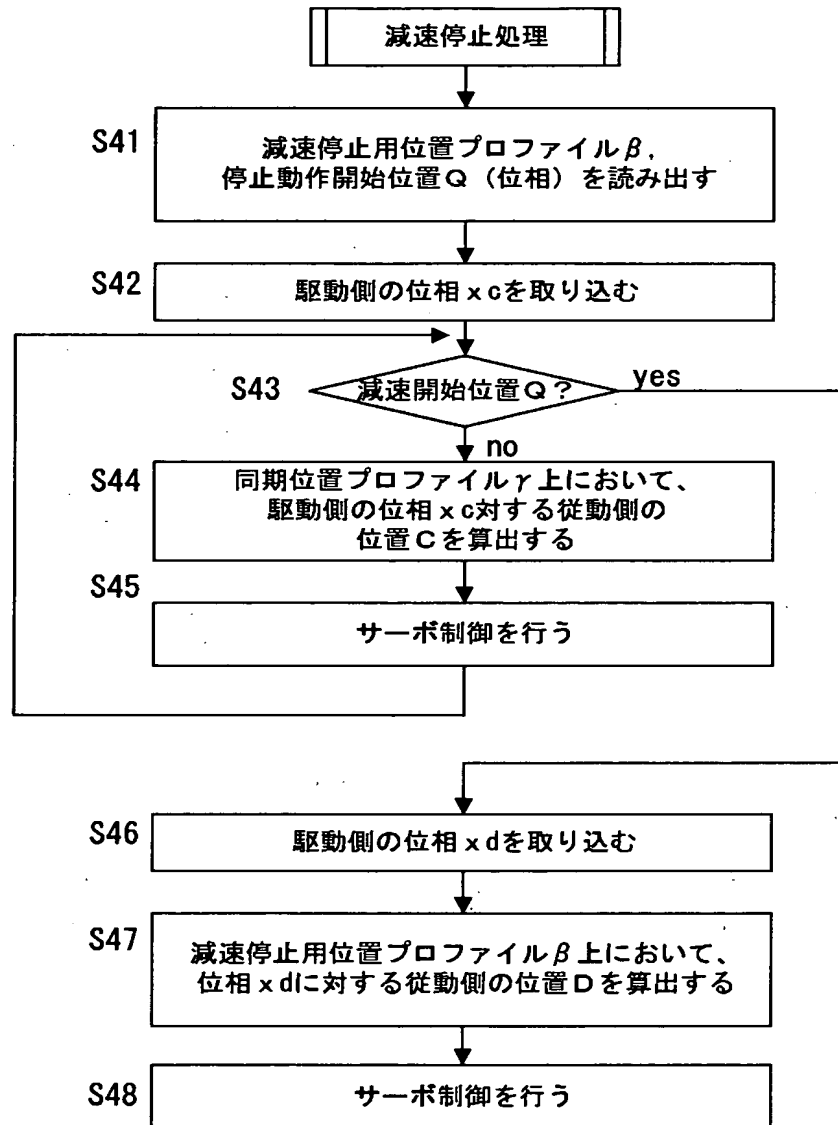 減速停止処理
S41
減速停止用位置プロファイルβ,
停止動作開始位置Q（位相）を読み出す
S42
駆動側の位相xcを取り込む
S43
減速開始位置Q？
yes
no
S44
同期位置プロファイルγ上において、
駆動側の位相xc対する従動側の
位置Cを算出する
S45
サーボ制御を行う
S46
駆動側の位相xdを取り込む
S47
減速停止用位置プロファイルβ上において、
位相xdに対する従動側の位置Dを算出する
S48
サーボ制御を行う